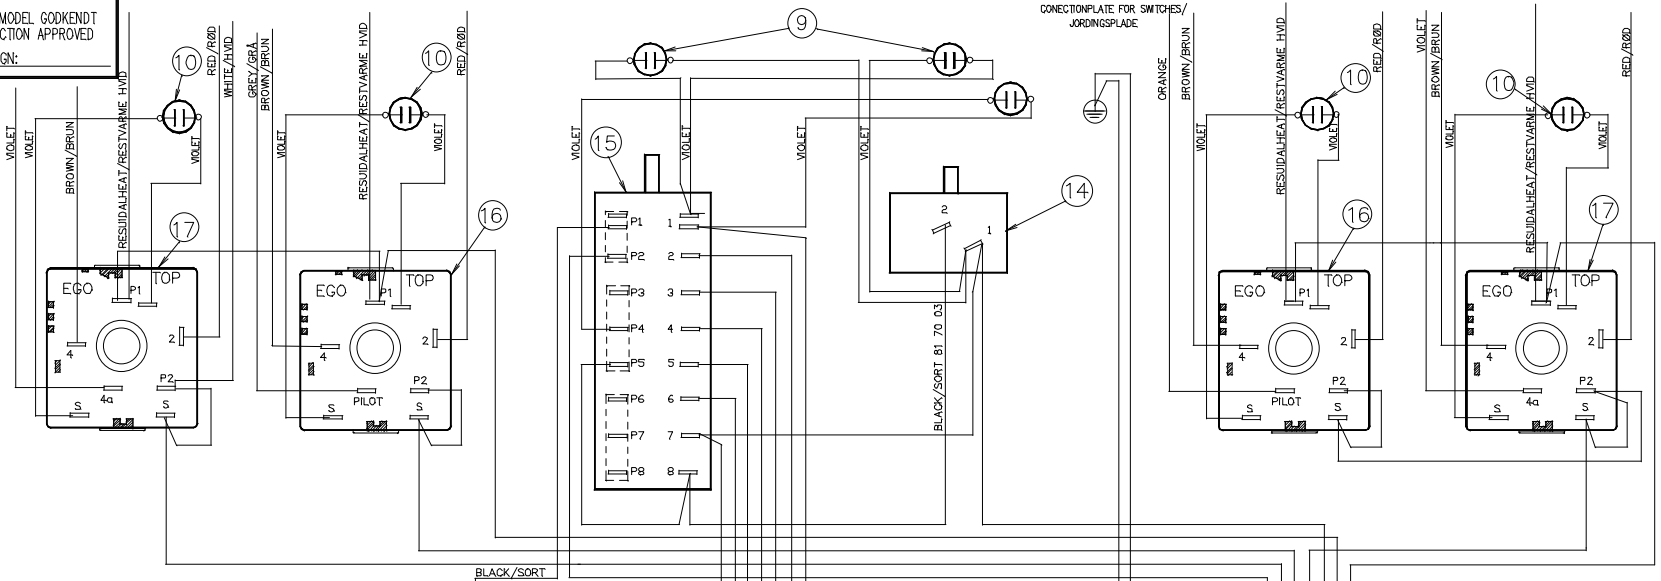 MODEL GODKENDT
CTION APPROVED
GN:
CONECTIONPLATE FOR SWITCHES/
JORDINGSPLADE
9
10
10
10
10
VIOLET
VIOLET
BROWN/BRUN
RESUIDALHEAT/RESTVARME HVID
VIOLET
RED/RØD
WHITE/HVID
GREY/GRÅ
BROWN/BRUN
VIOLET
RESUIDALHEAT/RESTVARME HVID
VIOLET
RED/RØD
VIOLET
VIOLET
VIOLET
VIOLET
ORANGE
BROWN/BRUN
VIOLET
RESUIDALHEAT/RESTVARME HVID
VIOLET
RED/RØD
VIOLET
BROWN/BRUN
VIOLET
RESUIDALHEAT/RESTVARME HVID
VIOLET
RED/RØD
15
14
17
16
16
17
EGO
TOP
P1
2
4
4a
P2
S
S
EGO
TOP
P1
2
4
PILOT
P2
S
S
P1
1
P2
2
P3
3
P4
4
P5
5
P6
6
P7
7
P8
8
2
1
BLACK/SORT 81 70 03
EGO
TOP
P1
2
4
PILOT
P2
S
S
EGO
TOP
P1
2
4
4a
P2
S
S
BLACK/SORT